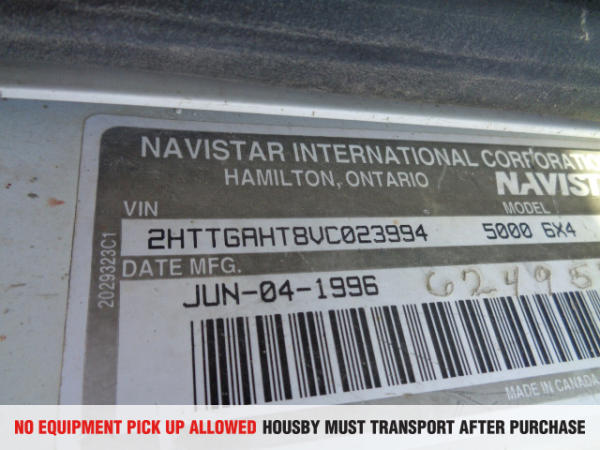 NAVISTAR INTERNATIONAL CORPORATION
HAMILTON, ONTARIO
NAVIST
VIN
MODEL
2HTTGAHT8VC023994
5000 6X4
DATE MFG.
JUN-04-1996
62495
2029323C1
MADE IN CANADA
NO EQUIPMENT PICK UP ALLOWED HOUSBY MUST TRANSPORT AFTER PURCHASE